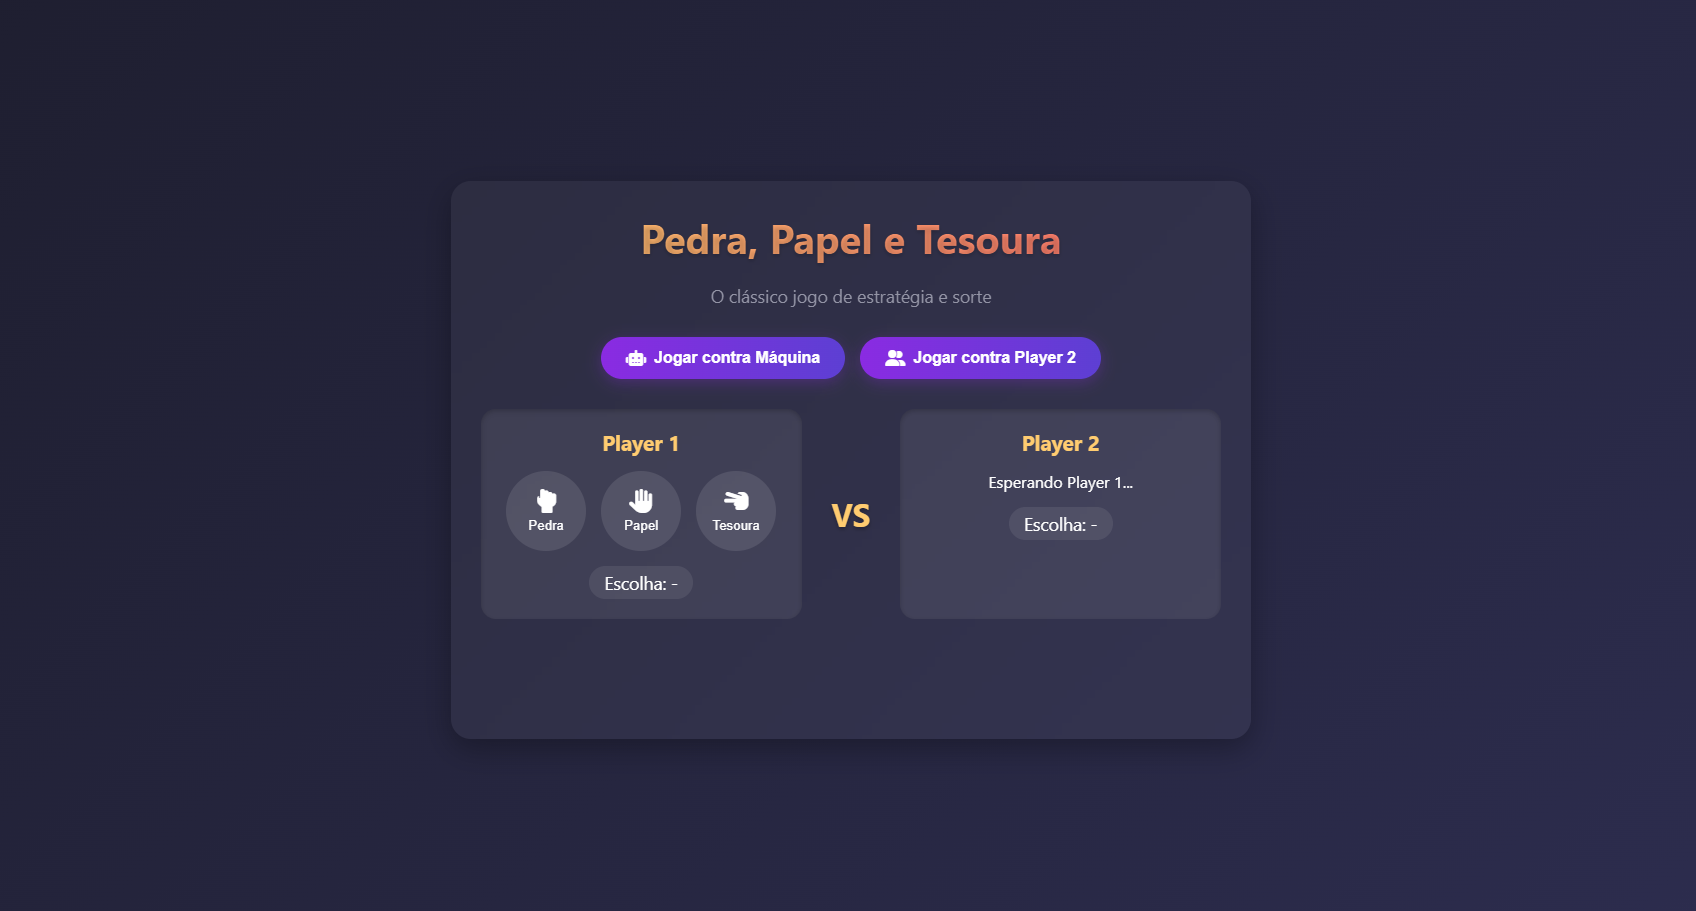 Pedra, Papel e Tesoura
O clássico jogo de estratégia e sorte
Jogar contra Máquina
Jogar contra Player 2
Player 1
Pedra
Papel
Tesoura
Escolha: -
VS
Player 2
Esperando Player 1...
Escolha: -